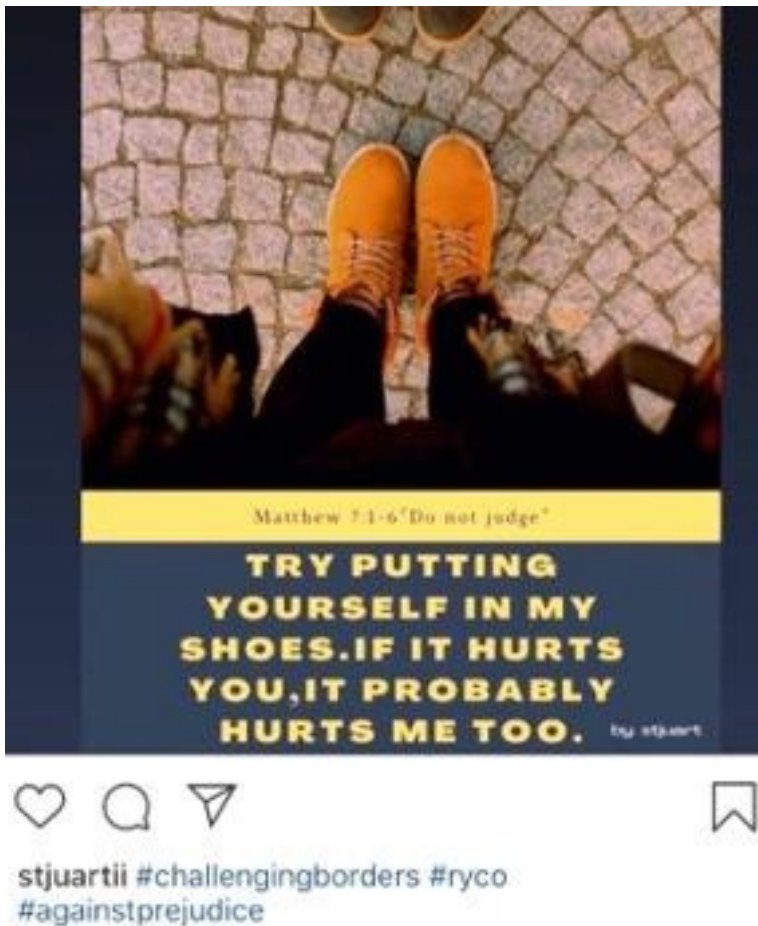 Matthew 7:1-6"Do not judge"
TRY PUTTING
YOURSELF IN MY
SHOES.IF IT HURTS
YOU,IT PROBABLY
HURTS ME TOO.
by stjuart
stjuartii #challengingborders #ryco
#againstprejudice